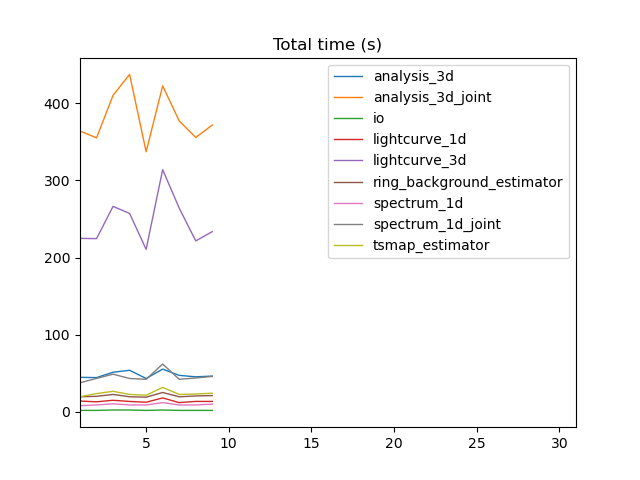 Total time (s)
400
300
200
100
0
analysis_3d
analysis_3d_joint
io
lightcurve_1d
lightcurve_3d
ring_background_estimator
spectrum_1d
spectrum_1d_joint
tsmap_estimator
5 10 15 20 25 30